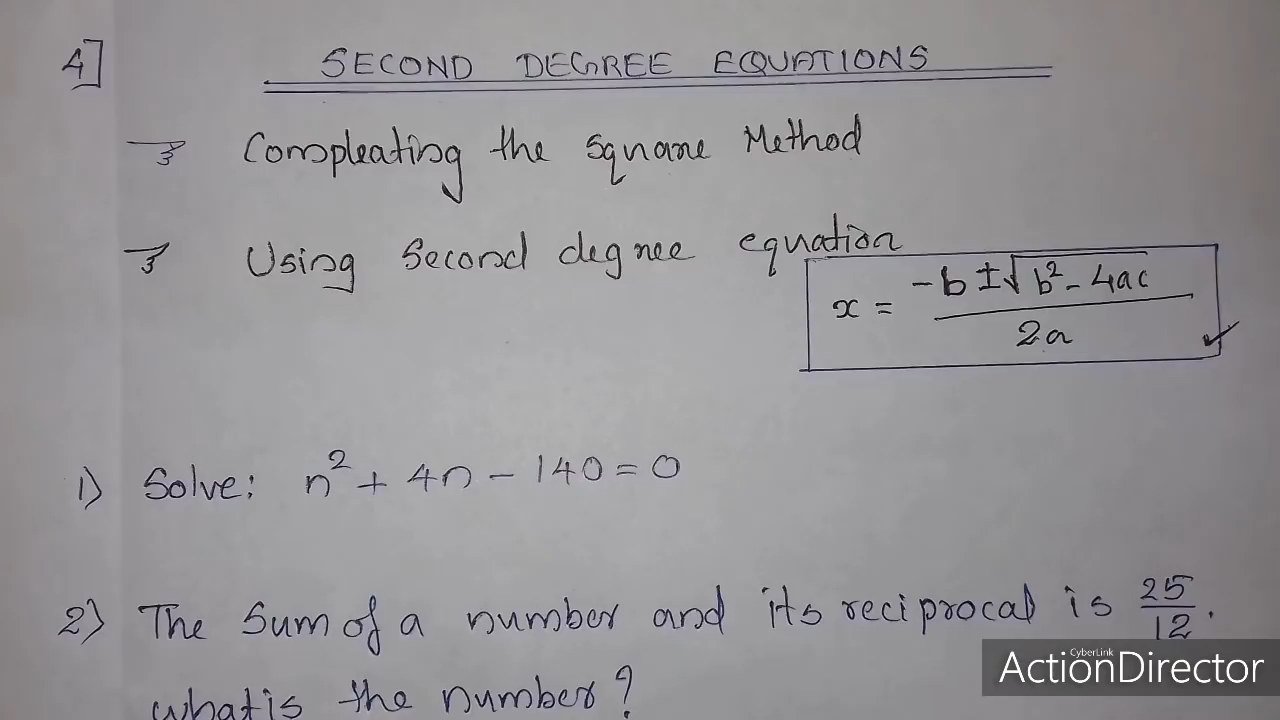 4] SECOND DEGREE EQUATIONS
→ Compleating the Square Method
→ Using Second degree equation
x = -b ± √b² - 4ac / 2a ✓
1) Solve: n² + 4n - 140 = 0
2) The Sum of a number and its reciprocal is 25/12.
what is the number?
CyberLink
ActionDirector